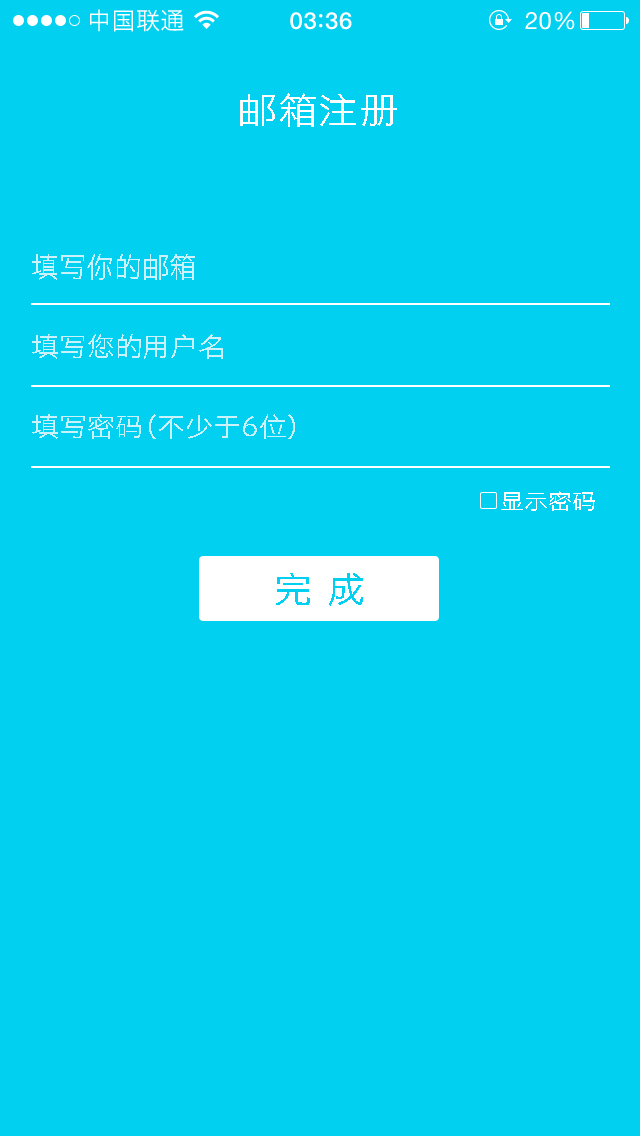 中国联通 03:36 20%
邮箱注册
填写你的邮箱
填写您的用户名
填写密码(不少于6位)
显示密码
完 成